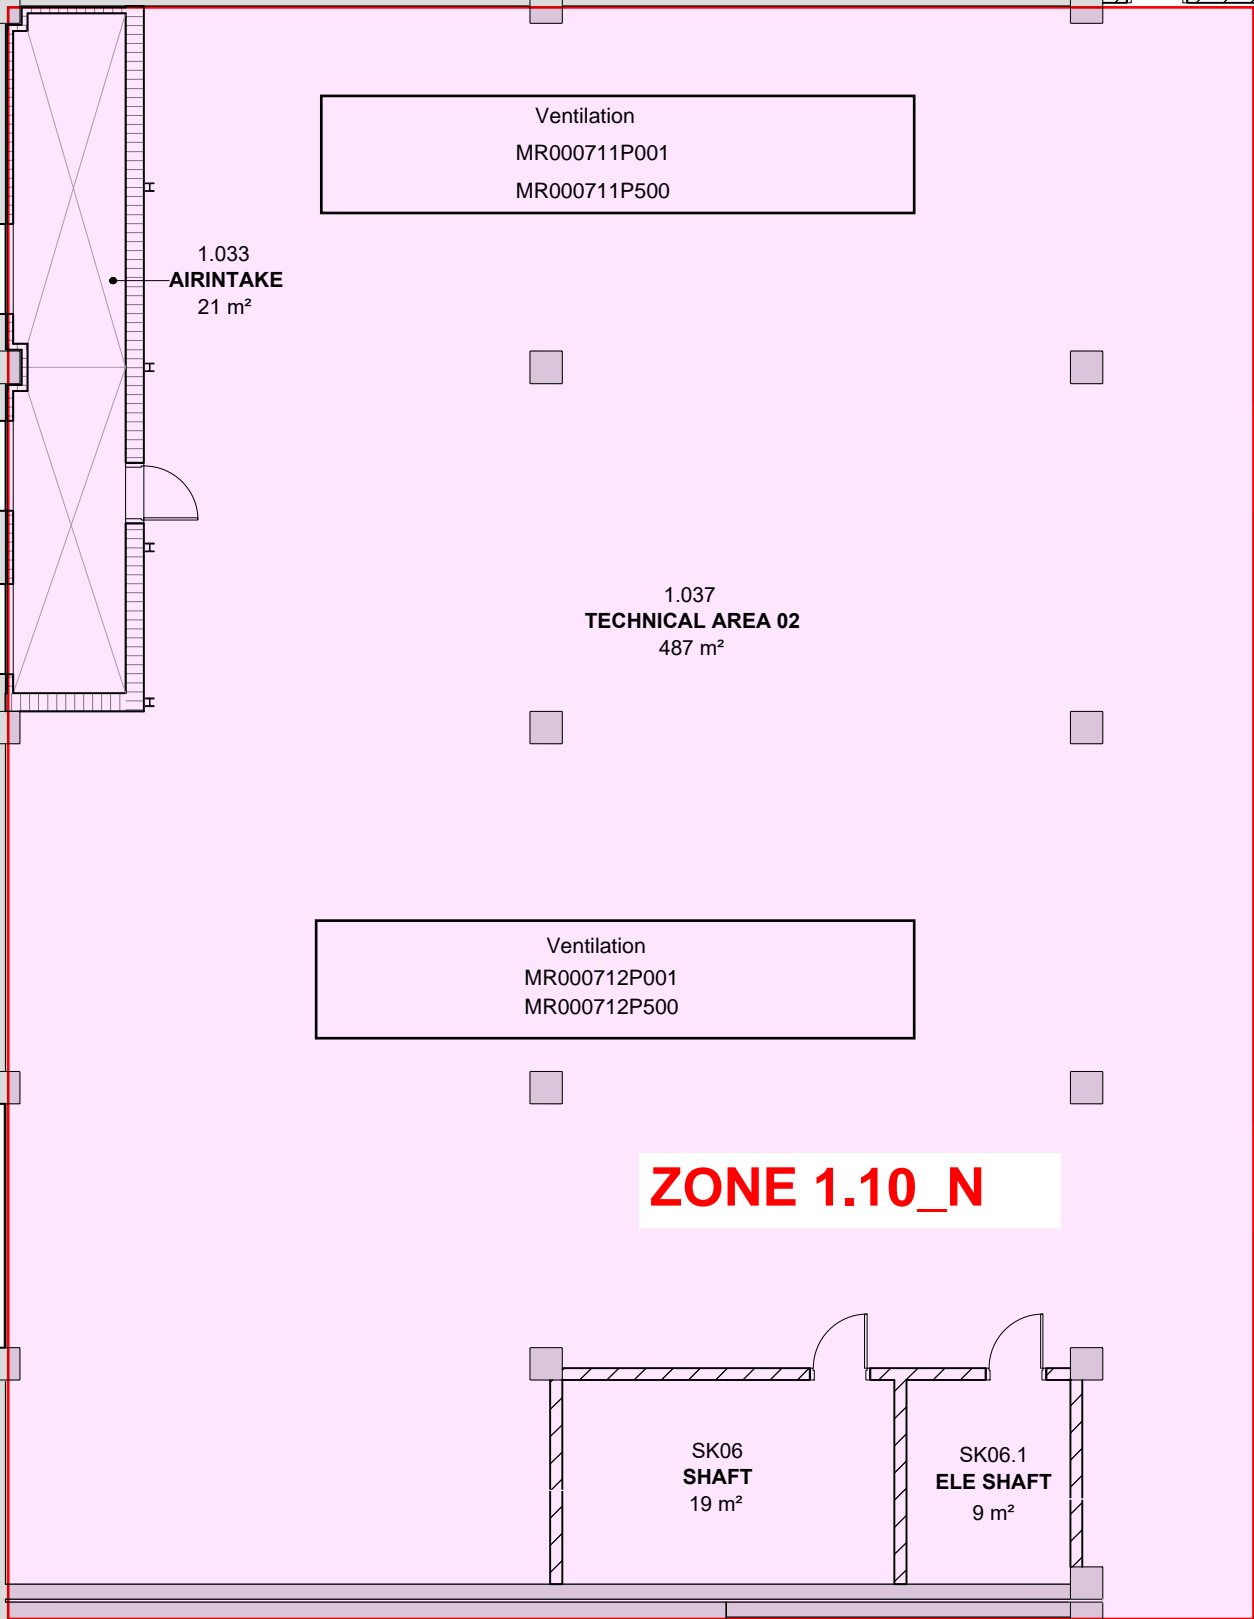 Ventilation
MR000711P001
MR000711P500
1.033
AIRINTAKE
21 m²
1.037
TECHNICAL AREA 02
487 m²
Ventilation
MR000712P001
MR000712P500
ZONE 1.10_N
SK06
SHAFT
19 m²
SK06.1
ELE SHAFT
9 m²